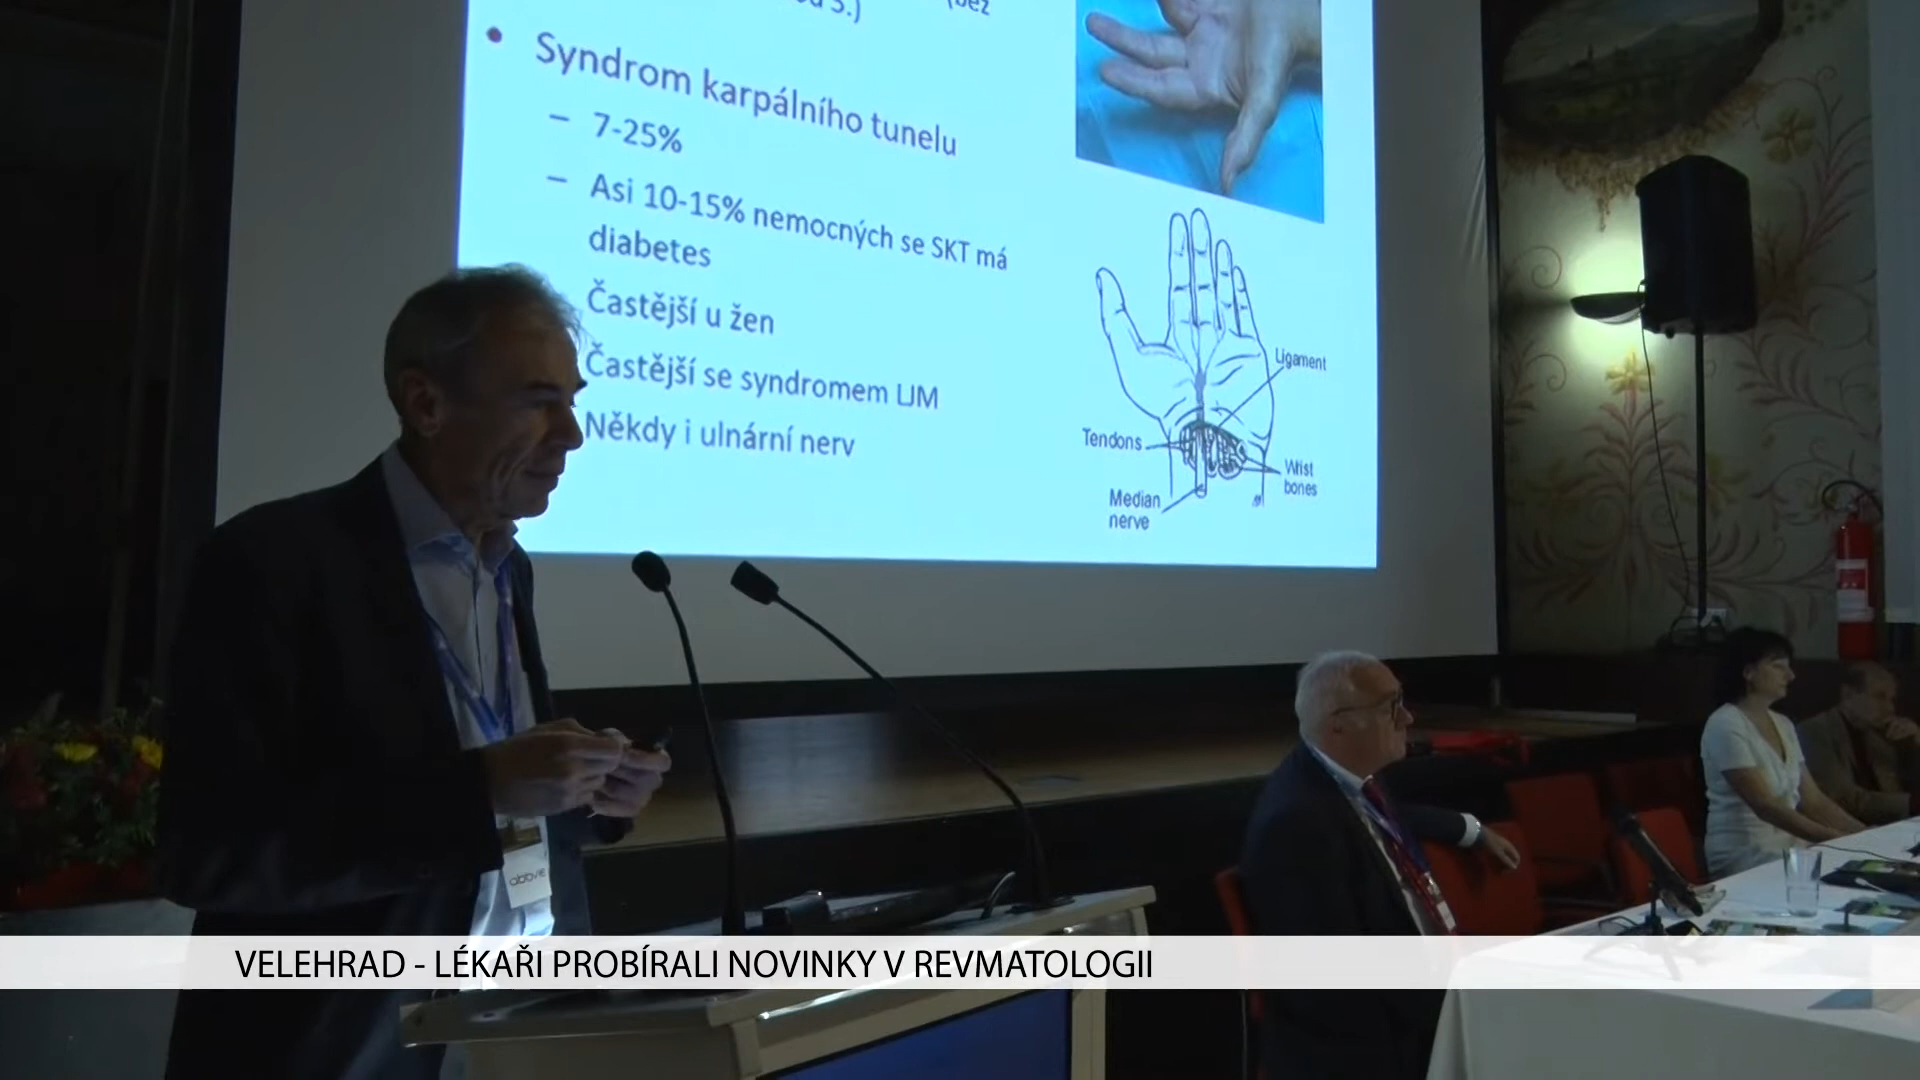 (bez
Syndrom karpálního tunelu
– 7-25%
– Asi 10-15% nemocných se SKT má
diabetes
Častější u žen
Častější se syndromem LJM
Někdy i ulnární nerv
Ligament
Tendons
Wrist
bones
Median
nerve
abbvie
VELEHRAD - LÉKAŘI PROBÍRALI NOVINKY V REVMATOLOGII